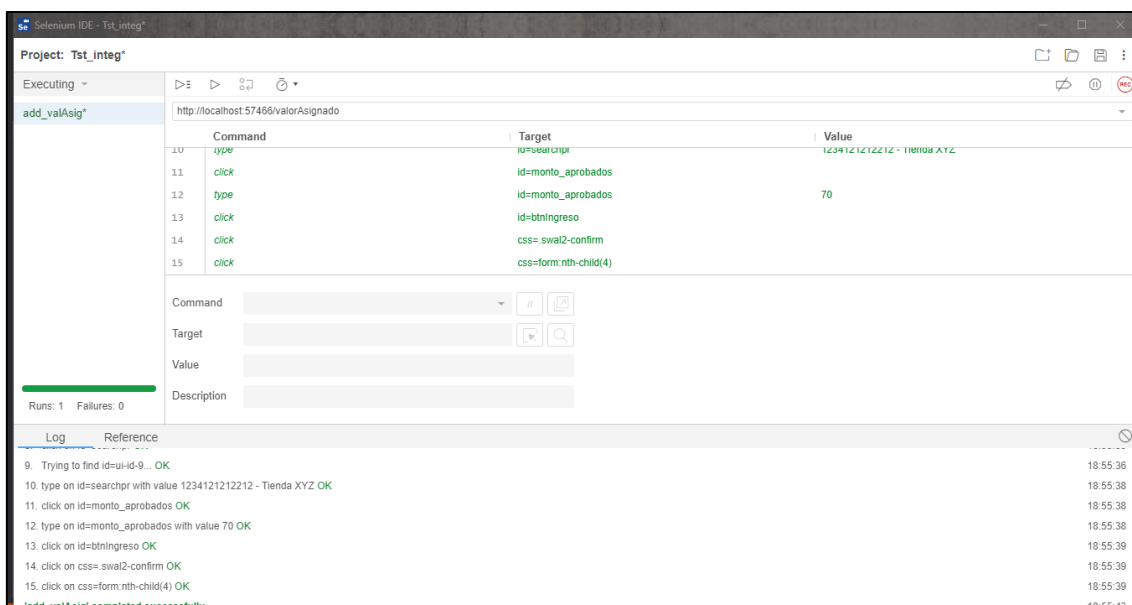 Selenium IDE - Tst_integ*
Project: Tst_integ*
Executing
add_valAsig*
http://localhost:57466/valorAsignado
REC
Command Target Value
10 type id=searchpr 1234121212212 - Tienda XYZ
11 click id=monto_aprobados
12 type id=monto_aprobados 70
13 click id=btnIngreso
14 click css=.swal2-confirm
15 click css=form:nth-child(4)
Command //
Target
Value
Description
Runs: 1 Failures: 0
Log Reference
9. Trying to find id=ui-id-9... OK 18:55:36
10. type on id=searchpr with value 1234121212212 - Tienda XYZ OK 18:55:38
11. click on id=monto_aprobados OK 18:55:38
12. type on id=monto_aprobados with value 70 OK 18:55:38
13. click on id=btnIngreso OK 18:55:39
14. click on css=.swal2-confirm OK 18:55:39
15. click on css=form:nth-child(4) OK 18:55:39
'add_valAsig' completed successfully